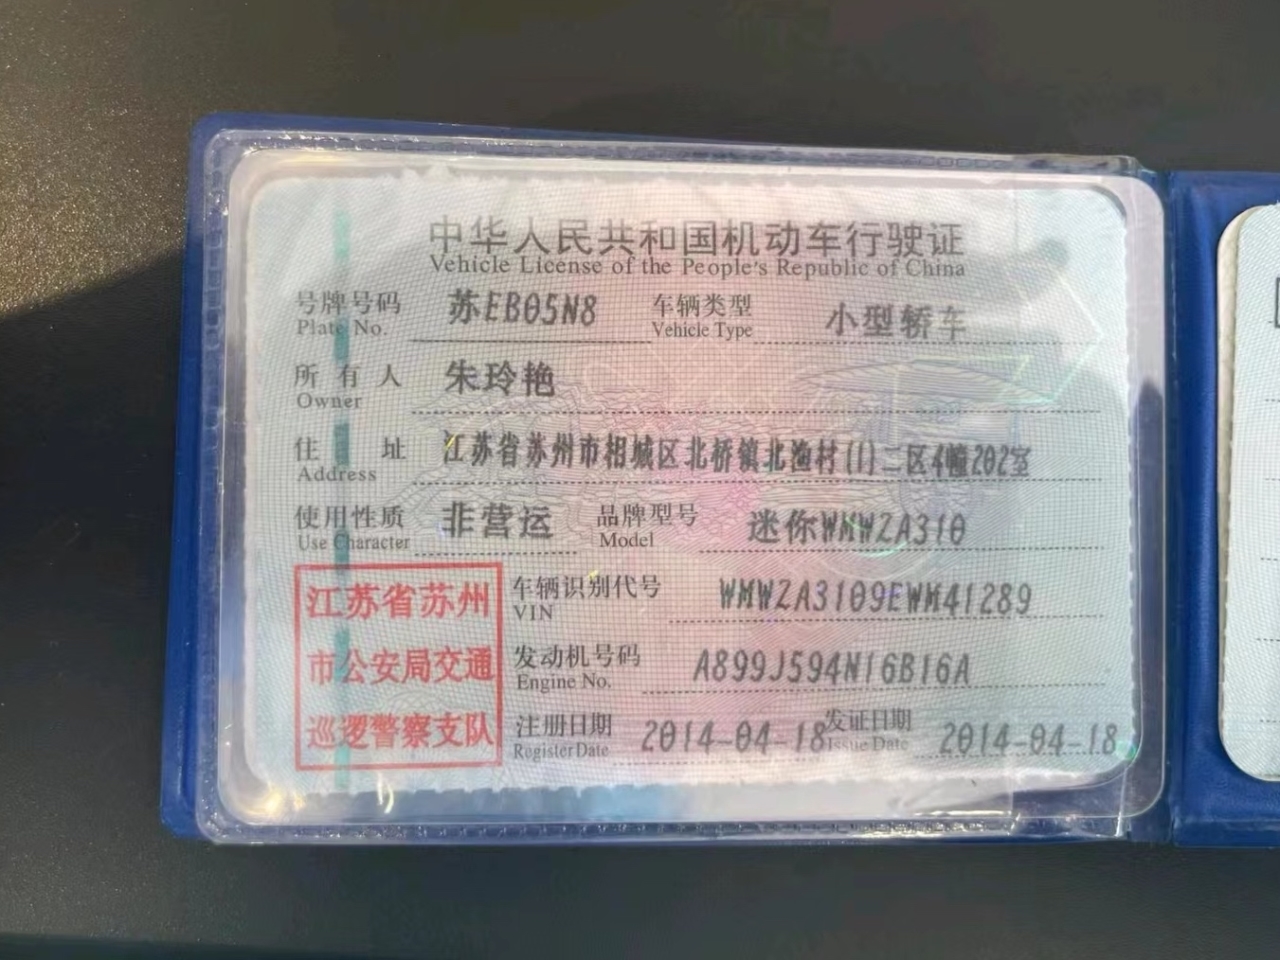 中华人民共和国机动车行驶证
Vehicle License of the People's Republic of China
号牌号码 苏EB05N8 车辆类型 小型轿车
Plate No. Vehicle Type
所有人 朱玲艳
Owner
住址 江苏省苏州市相城区北桥镇北渔村(1)二区4幢202室
Address
使用性质 非营运 品牌型号 迷你WMWZA310
Use Character Model
车辆识别代号 WMWZA3109EWM41289
VIN
发动机号码 A899J594N16B16A
Engine No.
注册日期 2014-04-18 发证日期 2014-04-18
Register Date Issue Date
江苏省苏州
市公安局交通
巡逻警察支队